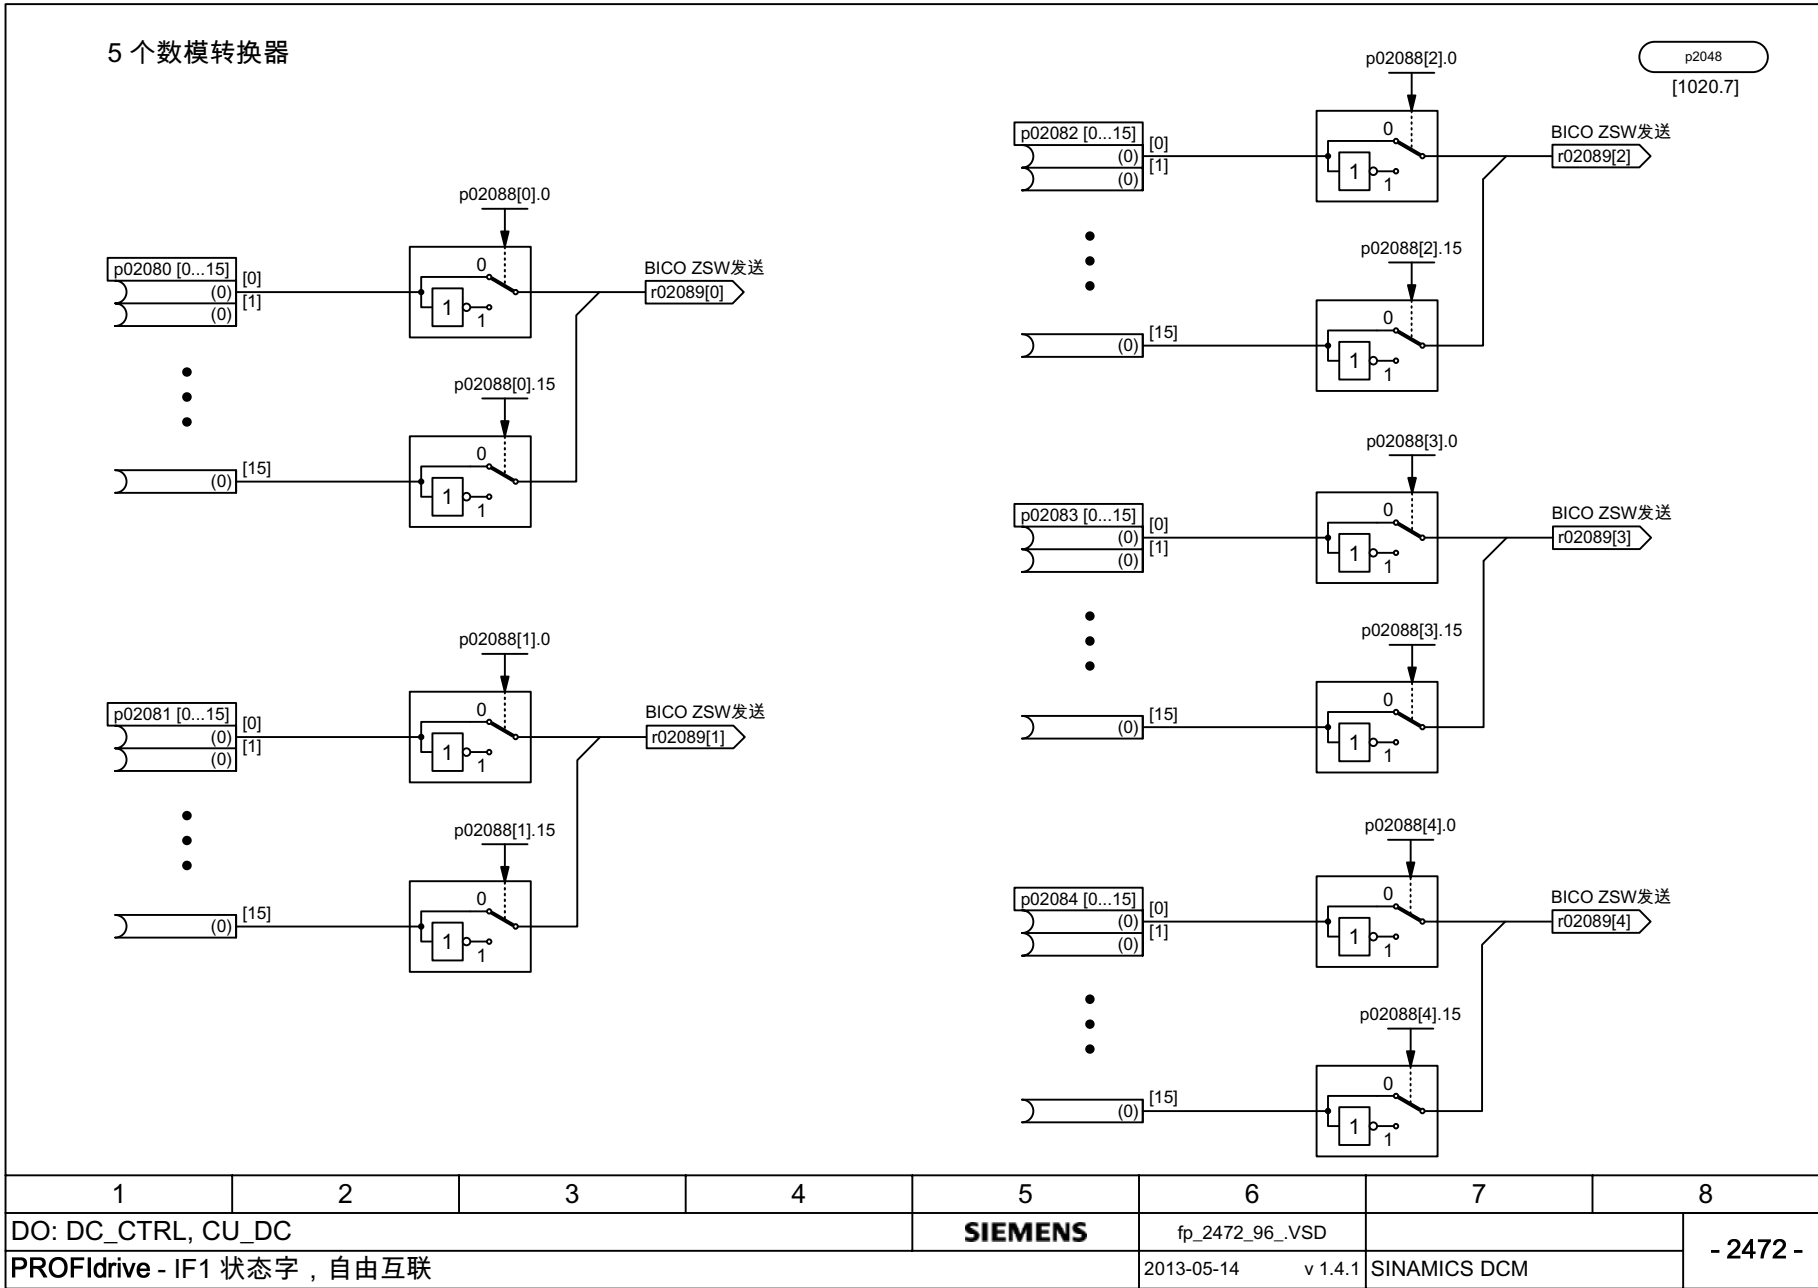 5 个数模转换器
p2048
[1020.7]
p02088[0].0
p02080 [0...15]
[0]
(0)
[1]
(0)
0
1
1
BICO ZSW发送
r02089[0]
p02088[0].15
[15]
(0)
0
1
1
p02088[1].0
p02081 [0...15]
[0]
(0)
[1]
(0)
0
1
1
BICO ZSW发送
r02089[1]
p02088[1].15
[15]
(0)
0
1
1
p02088[2].0
p02082 [0...15]
[0]
(0)
[1]
(0)
0
1
1
BICO ZSW发送
r02089[2]
p02088[2].15
[15]
(0)
0
1
1
p02088[3].0
p02083 [0...15]
[0]
(0)
[1]
(0)
0
1
1
BICO ZSW发送
r02089[3]
p02088[3].15
[15]
(0)
0
1
1
p02088[4].0
p02084 [0...15]
[0]
(0)
[1]
(0)
0
1
1
BICO ZSW发送
r02089[4]
p02088[4].15
[15]
(0)
0
1
1
1 2 3 4 5 6 7 8
DO: DC_CTRL, CU_DC
SIEMENS
fp_2472_96_.VSD
- 2472 -
PROFIdrive - IF1 状态字，自由互联
2013-05-14 v 1.4.1
SINAMICS DCM